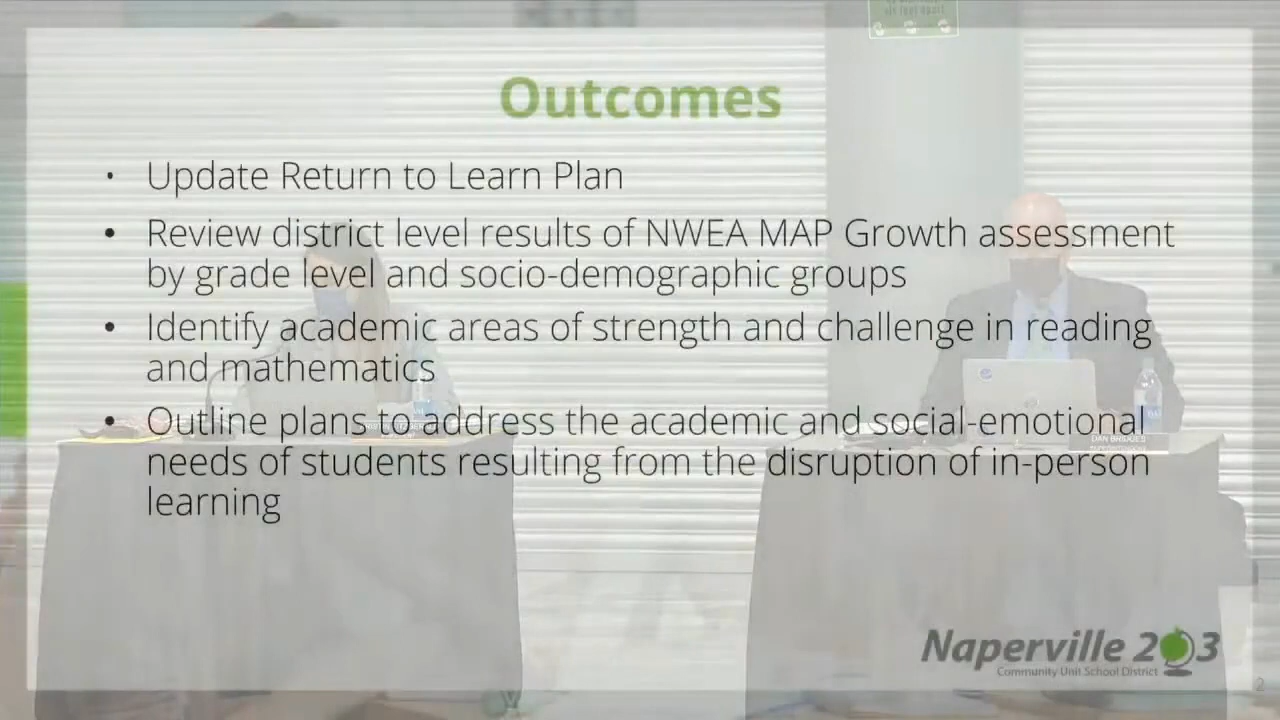 Outcomes
• Update Return to Learn Plan
• Review district level results of NWEA MAP Growth assessment
by grade level and socio-demographic groups
• Identify academic areas of strength and challenge in reading
and mathematics
• Outline plans to address the academic and social-emotional
needs of students resulting from the disruption of in-person
learning
DAN BRIDGES
Naperville 203
Community Unit School District
2